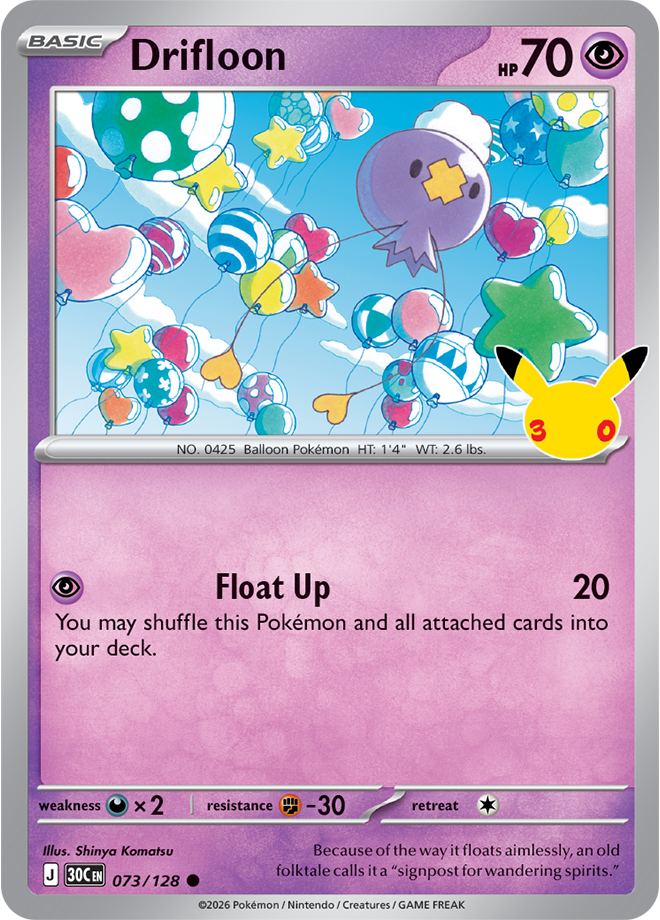 BASIC
Drifloon
HP 70
30
NO. 0425 Balloon Pokémon HT: 1'4" WT: 2.6 lbs.
Float Up 20
You may shuffle this Pokémon and all attached cards into
your deck.
weakness ×2 resistance -30 retreat
Illus. Shinya Komatsu
Because of the way it floats aimlessly, an old
folktale calls it a “signpost for wandering spirits.”
J 30C EN 073/128
©2026 Pokémon / Nintendo / Creatures / GAME FREAK